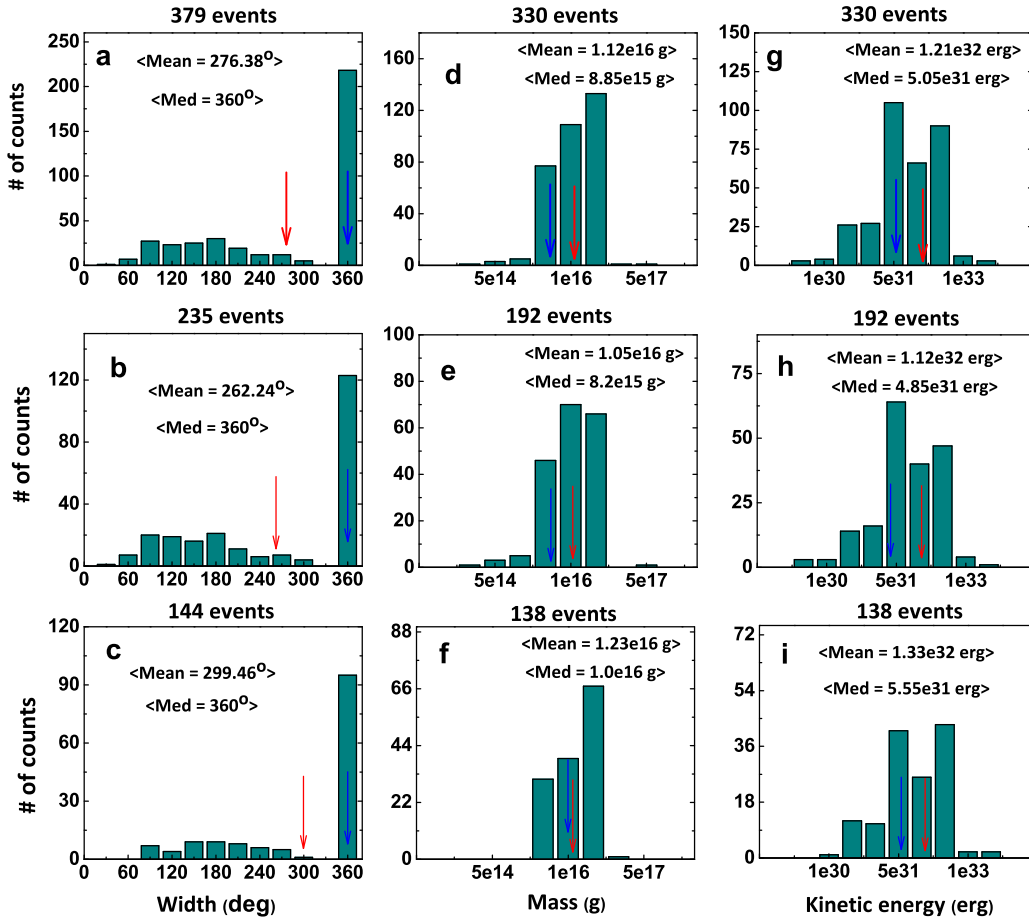 379 events
a
<Mean = 276.38⁰>
<Med = 360⁰>
# of counts
250
200
150
100
50
0
0 60 120 180 240 300 360
330 events
d
<Mean = 1.12e16 g>
<Med = 8.85e15 g>
160
120
80
40
0
5e14 1e16 5e17
330 events
g
<Mean = 1.21e32 erg>
<Med = 5.05e31 erg>
150
125
100
75
50
25
0
1e30 5e31 1e33
235 events
b
<Mean = 262.24⁰>
<Med = 360⁰>
# of counts
120
80
40
0
0 60 120 180 240 300 360
192 events
e
<Mean = 1.05e16 g>
<Med = 8.2e15 g>
100
80
60
40
20
0
5e14 1e16 5e17
192 events
h
<Mean = 1.12e32 erg>
<Med = 4.85e31 erg>
75
50
25
0
1e30 5e31 1e33
144 events
c
<Mean = 299.46⁰>
<Med = 360⁰>
# of counts
120
90
60
30
0
0 60 120 180 240 300 360
Width (deg)
138 events
f
<Mean = 1.23e16 g>
<Med = 1.0e16 g>
88
66
44
22
0
5e14 1e16 5e17
Mass (g)
138 events
i
<Mean = 1.33e32 erg>
<Med = 5.55e31 erg>
72
54
36
18
0
1e30 5e31 1e33
Kinetic energy (erg)